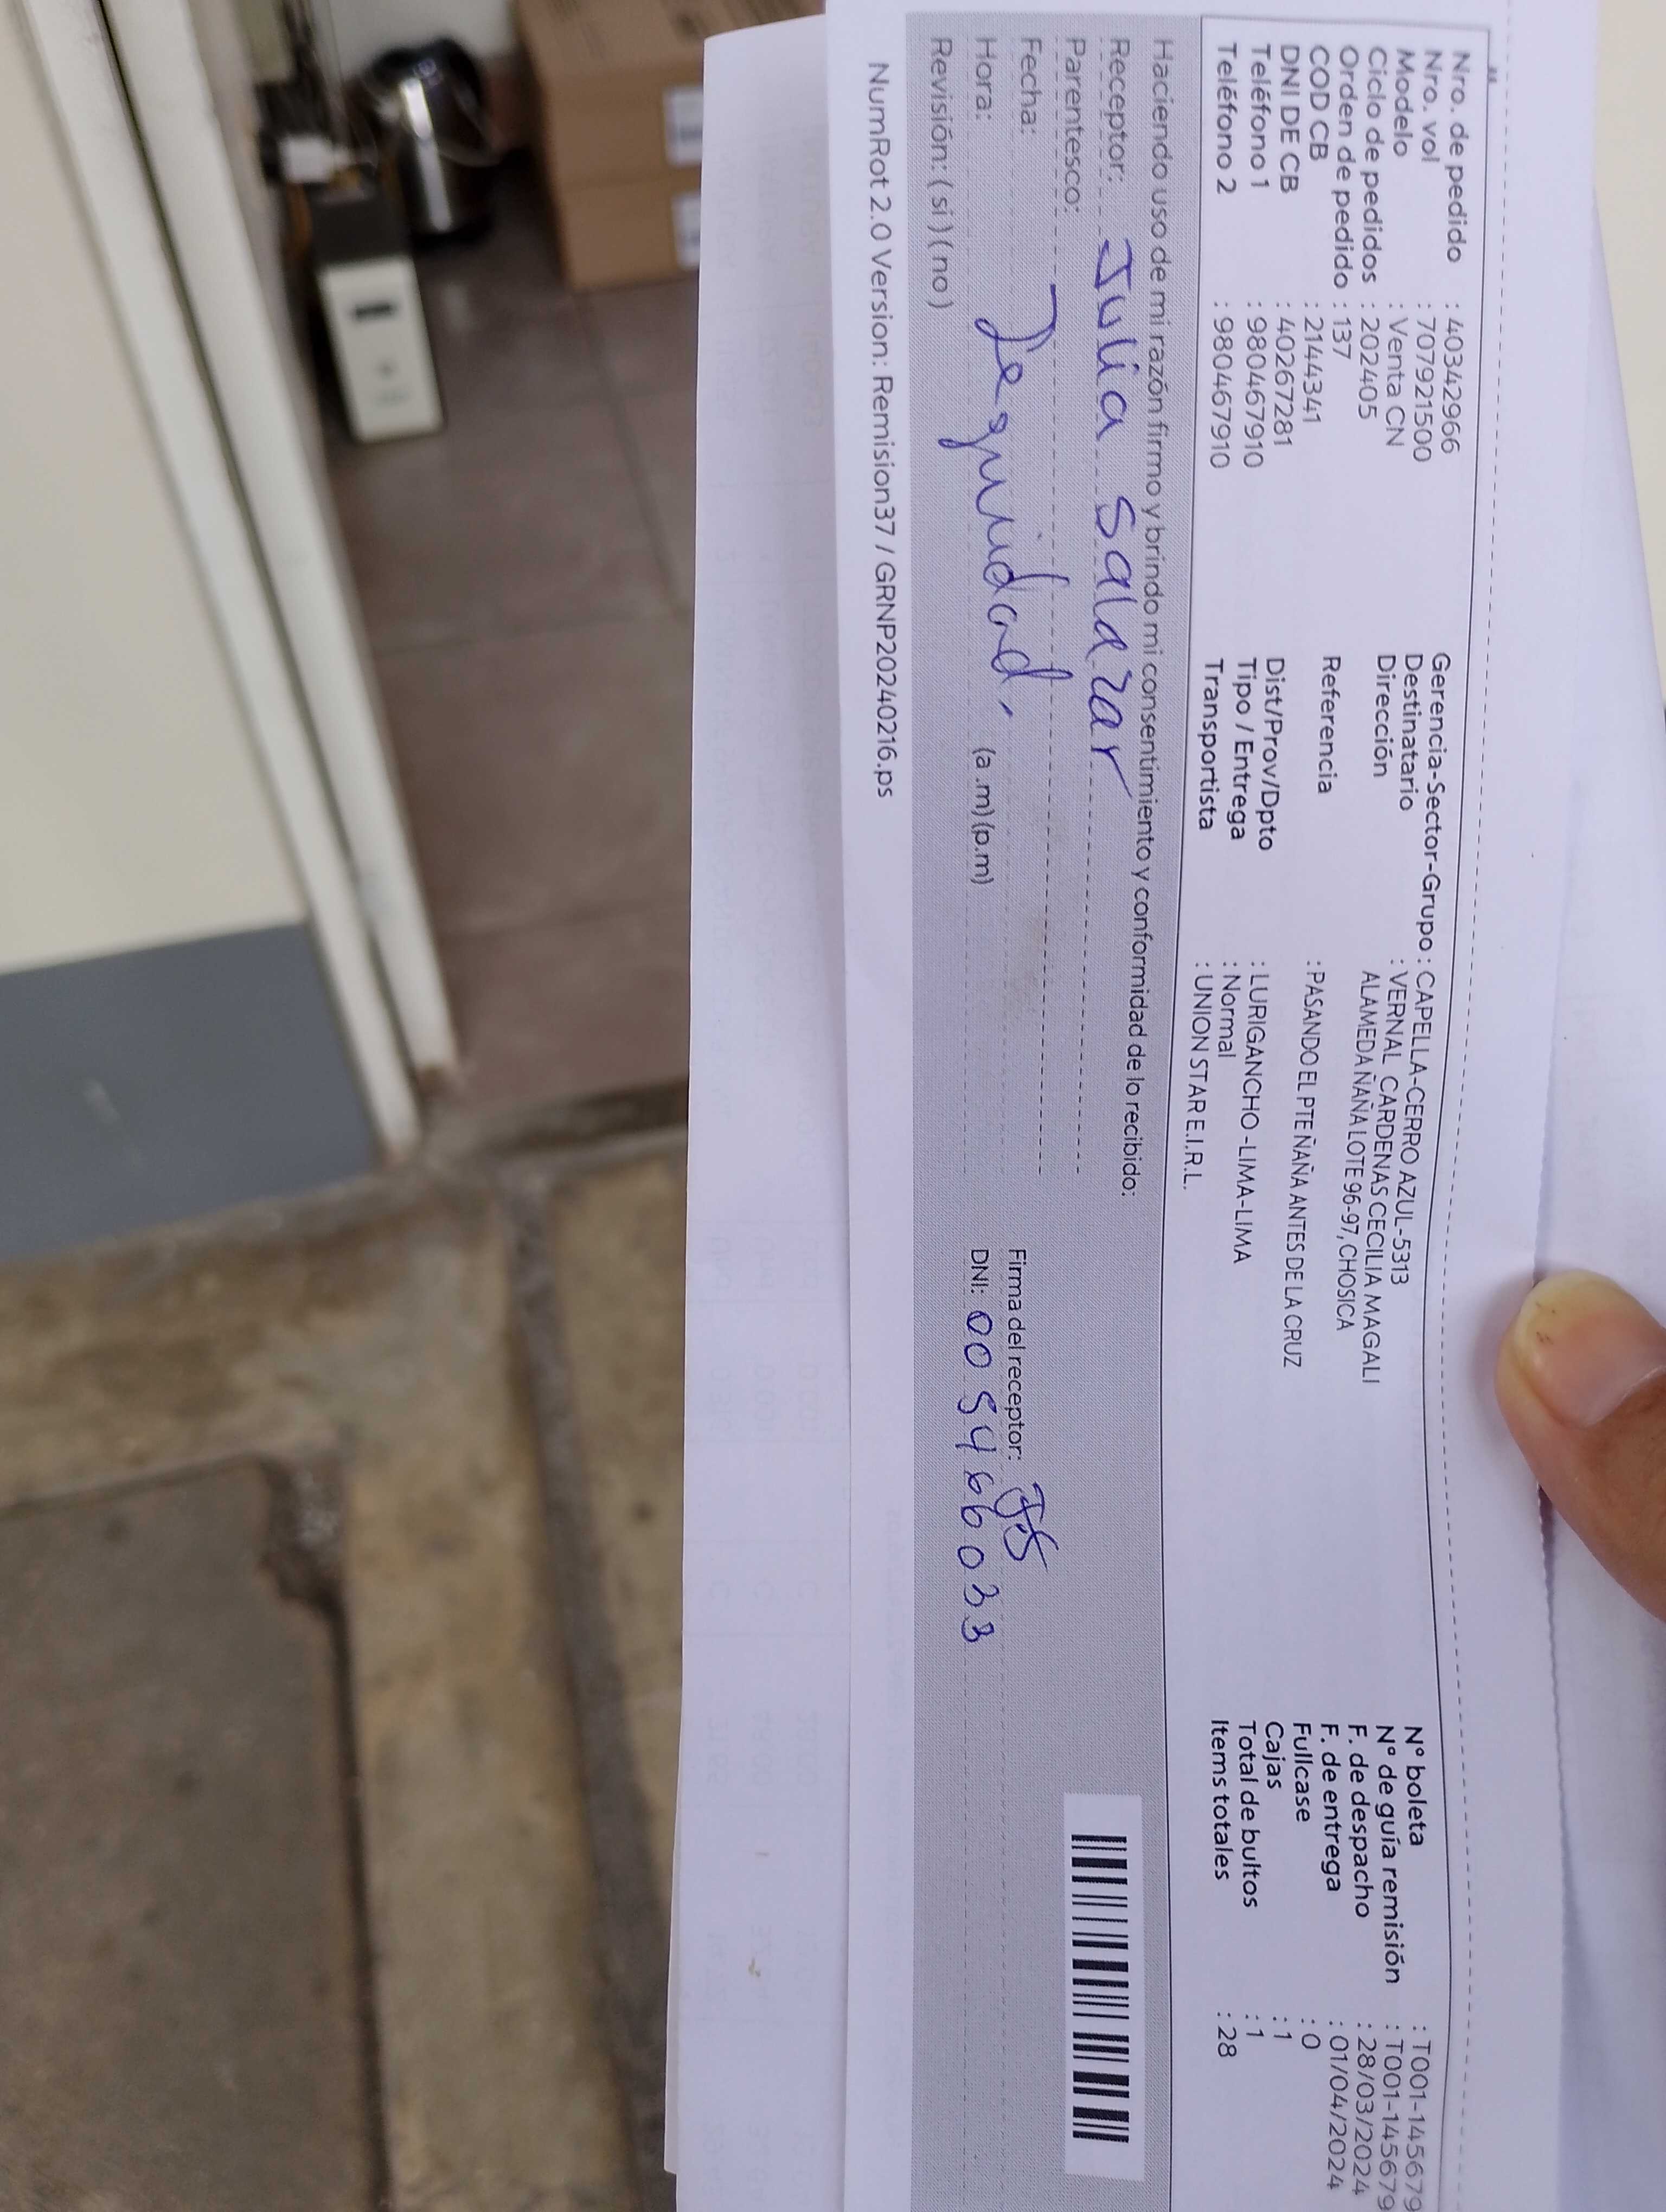 Nro. de pedido : 40342966
Nro. vol : 707921500
Modelo : Venta CN
Ciclo de pedidos : 202405
Orden de pedido : 137
COD CB : 2144341
DNI DE CB : 40267281
Teléfono 1 : 980467910
Teléfono 2 : 980467910
Gerencia-Sector-Grupo : CAPELLA-CERRO AZUL-5313
Destinatario : VERNAL CARDENAS CECILIA MAGALI
Dirección ALAMEDA ÑAÑA LOTE 96-97, CHOSICA
Referencia : PASANDO EL PTE ÑAÑA ANTES DE LA CRUZ
Dist/Prov/Dpto : LURIGANCHO -LIMA-LIMA
Tipo / Entrega : Normal
Transportista : UNION STAR E.I.R.L.
N° boleta : T001-145679
N° de guía remisión : T001-145679
F. de despacho : 28/03/2024
F. de entrega : 01/04/2024
Fullcase : 0
Cajas : 1
Total de bultos : 1
Items totales : 28
Haciendo uso de mi razón firmo y brindo mi consentimiento y conformidad de lo recibido:
Receptor: Julia Salazar
Parentesco:
Fecha:
Hora: (a .m) (p.m)
Revisión: ( si ) ( no )
Firma del receptor: JS
DNI: 005466033
NumRot 2.0 Version: Remision37 / GRNP20240216.ps